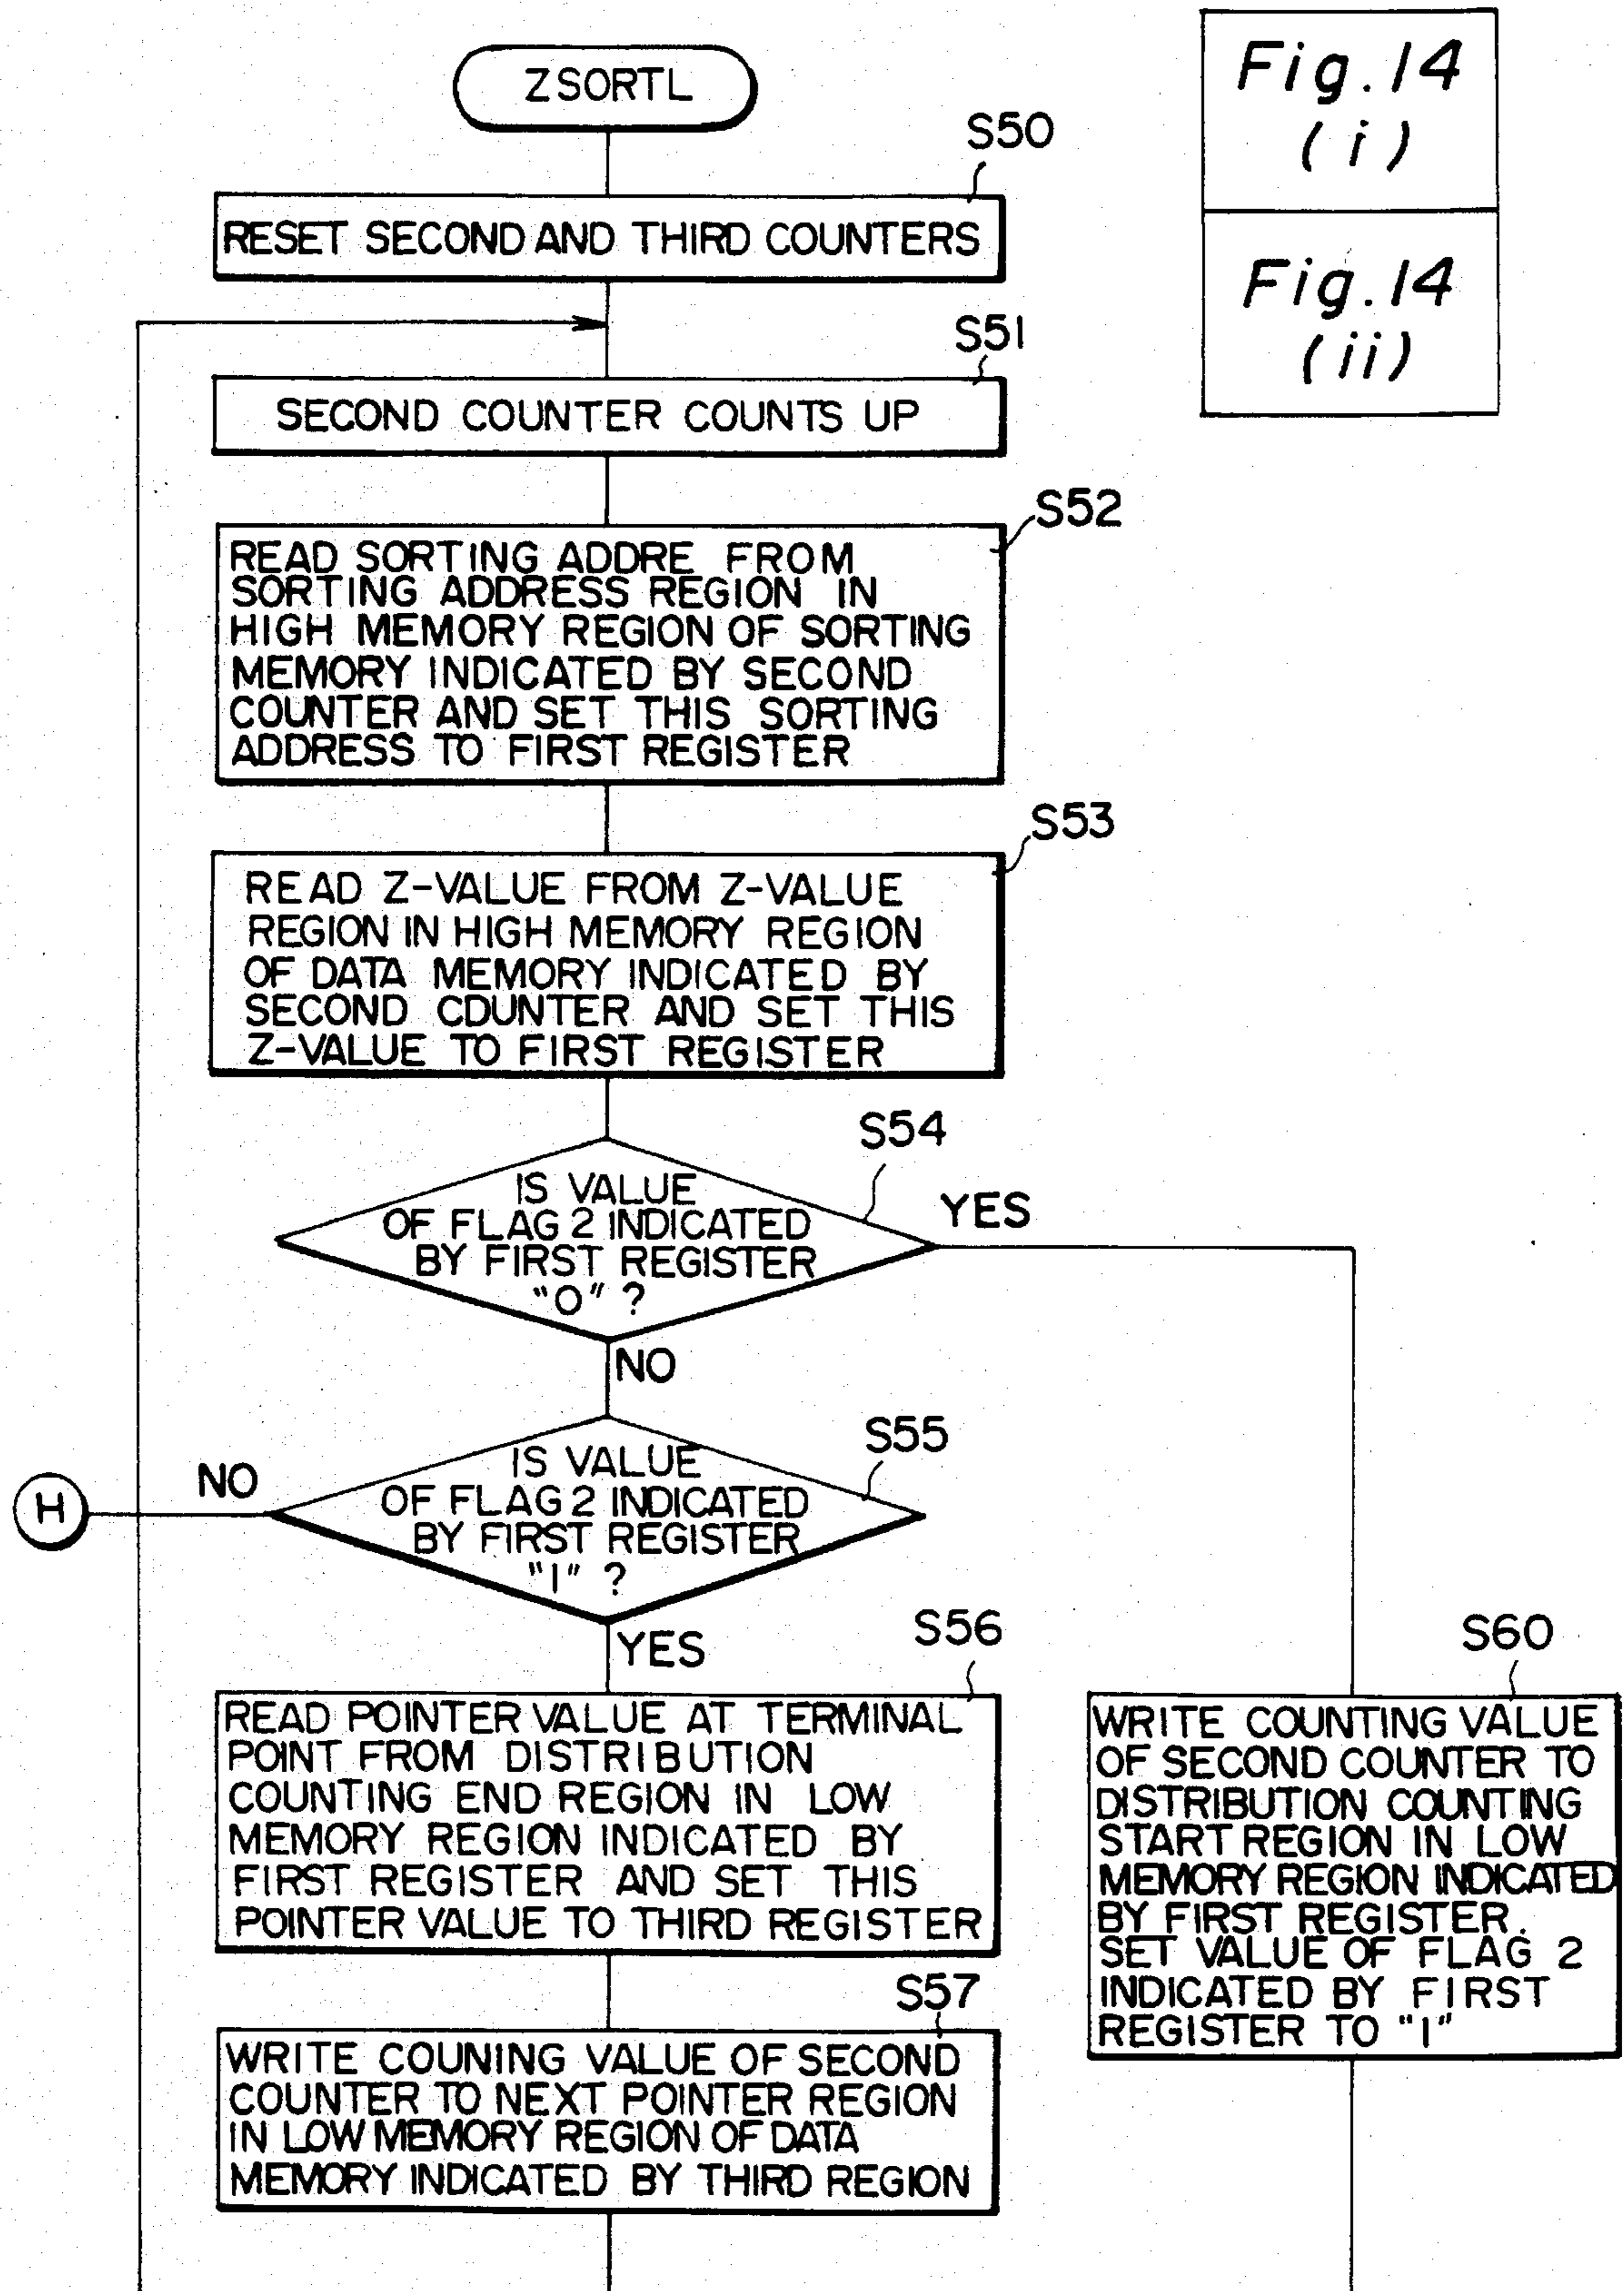 ZSORTL
Fig. 14
(i)
Fig. 14
(ii)
S50
RESET SECOND AND THIRD COUNTERS
S51
SECOND COUNTER COUNTS UP
S52
READ SORTING ADDRE FROM
SORTING ADDRESS REGION IN
HIGH MEMORY REGION OF SORTING
MEMORY INDICATED BY SECOND
COUNTER AND SET THIS SORTING
ADDRESS TO FIRST REGISTER
S53
READ Z-VALUE FROM Z-VALUE
REGION IN HIGH MEMORY REGION
OF DATA MEMORY INDICATED BY
SECOND CDUNTER AND SET THIS
Z-VALUE TO FIRST REGISTER
S54
IS VALUE
OF FLAG 2 INDICATED
BY FIRST REGISTER
"0" ?
YES
NO
S55
IS VALUE
OF FLAG 2 INDICATED
BY FIRST REGISTER
"1" ?
NO
H
YES
S56
READ POINTER VALUE AT TERMINAL
POINT FROM DISTRIBUTION
COUNTING END REGION IN LOW
MEMORY REGION INDICATED BY
FIRST REGISTER AND SET THIS
POINTER VALUE TO THIRD REGISTER
S60
WRITE COUNTING VALUE
OF SECOND COUNTER TO
DISTRIBUTION COUNTING
START REGION IN LOW
MEMORY REGION INDICATED
BY FIRST REGISTER.
SET VALUE OF FLAG 2
INDICATED BY FIRST
REGISTER TO "1"
S57
WRITE COUNING VALUE OF SECOND
COUNTER TO NEXT POINTER REGION
IN LOW MEMORY REGION OF DATA
MEMORY INDICATED BY THIRD REGION